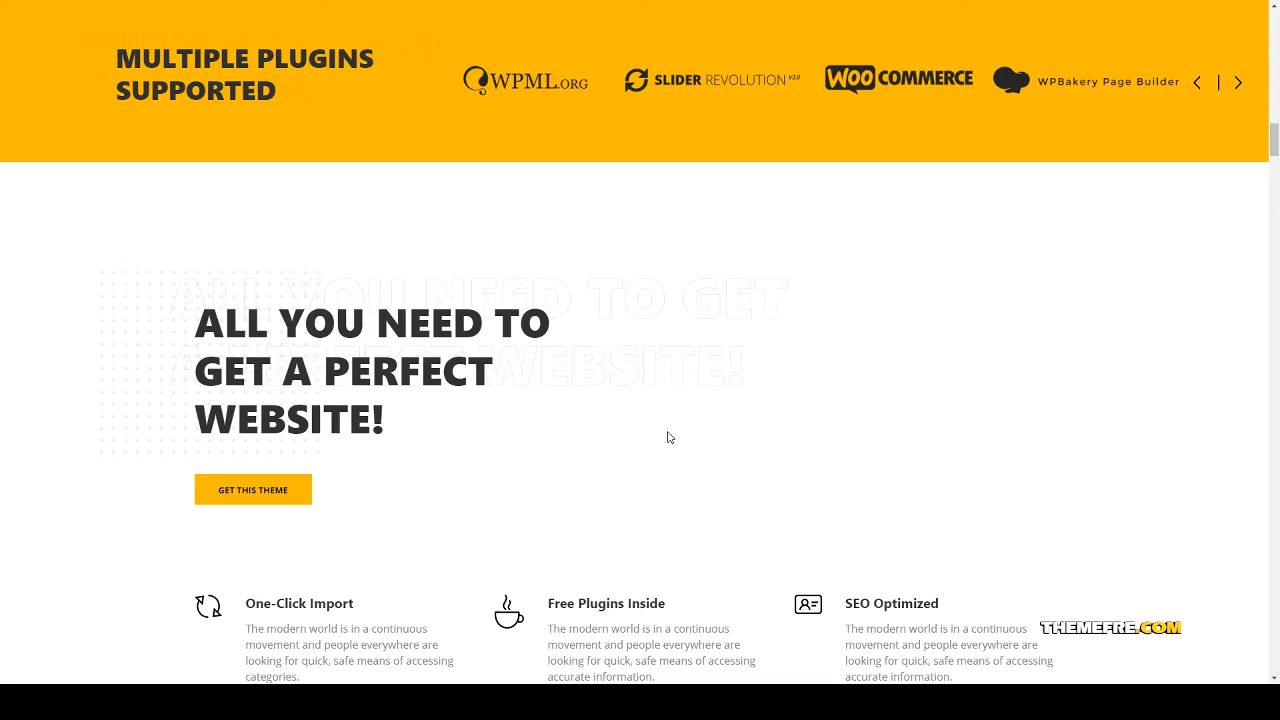 MULTIPLE PLUGINS
SUPPORTED
WPML.ORG
SLIDER REVOLUTION V3.0
WOOCOMMERCE
WPBakery Page Builder
ALL YOU NEED TO GET
A PERFECT WEBSITE!
ALL YOU NEED TO
GET A PERFECT
WEBSITE!
GET THIS THEME
One-Click Import
The modern world is in a continuous
movement and people everywhere are
looking for quick, safe means of accessing
categories.
Free Plugins Inside
The modern world is in a continuous
movement and people everywhere are
looking for quick, safe means of accessing
accurate information.
SEO Optimized
The modern world is in a continuous
movement and people everywhere are
looking for quick, safe means of accessing
accurate information.
THEMEFRE.COM